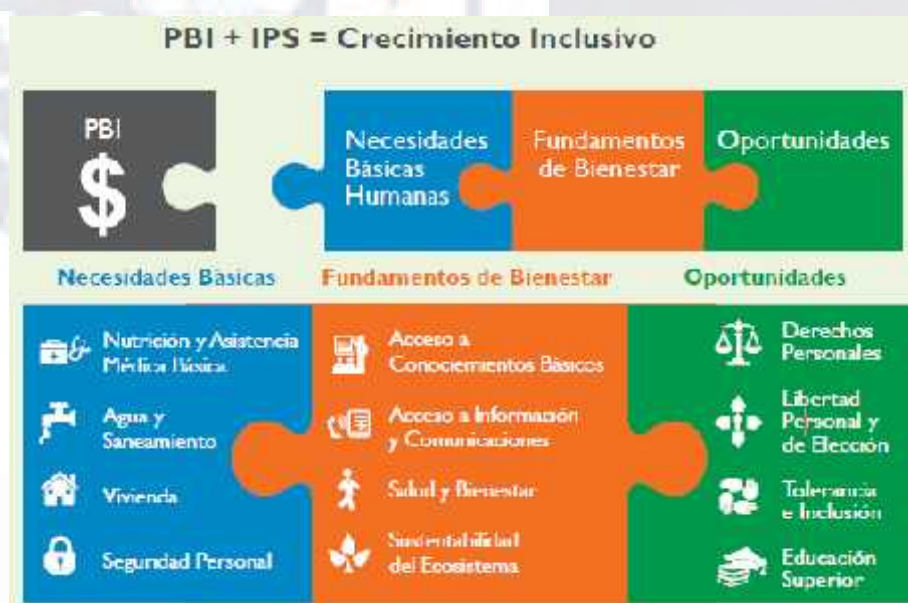 PBI + IPS = Crecimiento Inclusivo
PBI
$
Necesidades
Básicas
Humanas
Fundamentos
de Bienestar
Oportunidades
Necesidades Básicas
Nutrición y Asistencia
Médica Básica
Agua y
Saneamiento
Vivienda
Seguridad Personal
Fundamentos de Bienestar
Acceso a
Conocimientos Básicos
Acceso a Información
y Comunicaciones
Salud y Bienestar
Sustentabilidad
del Ecosistema
Oportunidades
Derechos
Personales
Libertad
Personal y
de Elección
Tolerancia
e Inclusión
Educación
Superior